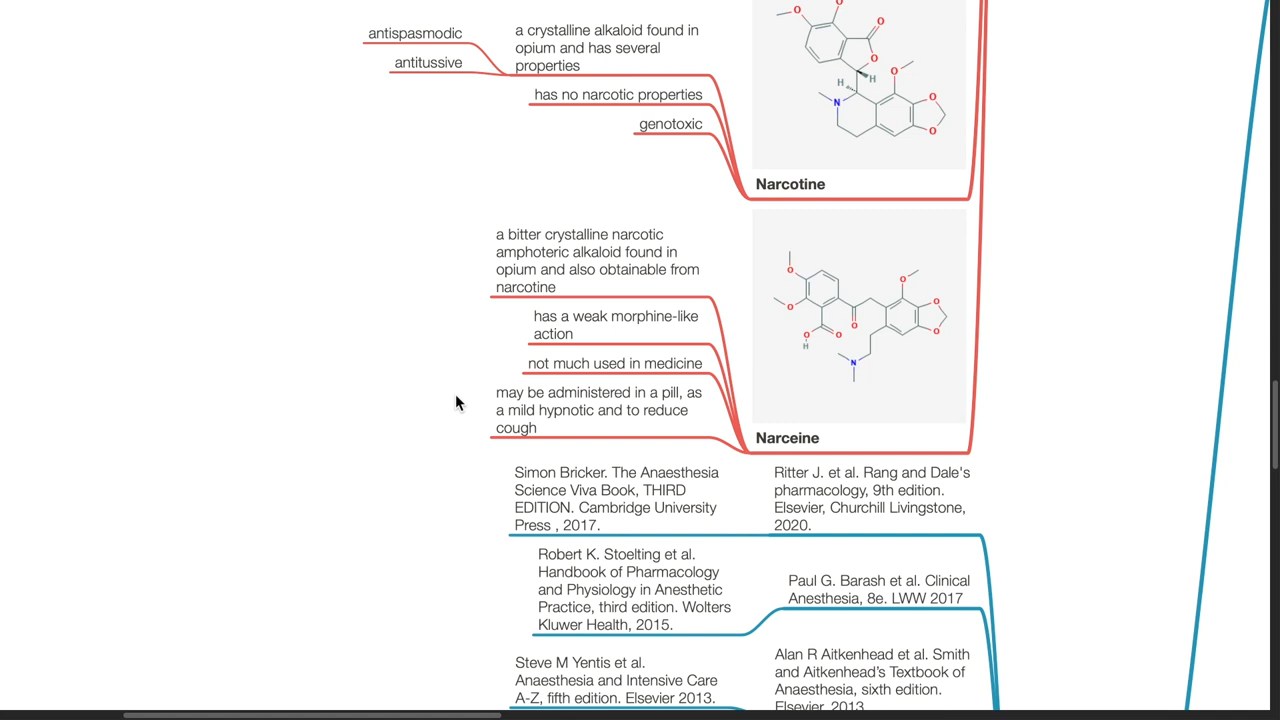 antispasmodic
antitussive
a crystalline alkaloid found in
opium and has several
properties
has no narcotic properties
genotoxic
O
O
O
O
H
H
O
N
O
O
Narcotine
a bitter crystalline narcotic
amphoteric alkaloid found in
opium and also obtainable from
narcotine
has a weak morphine-like
action
not much used in medicine
may be administered in a pill, as
a mild hypnotic and to reduce
cough
O
O
O
O
O
H
O
O
O
N
Narceine
Simon Bricker. The Anaesthesia
Science Viva Book, THIRD
EDITION. Cambridge University
Press , 2017.
Ritter J. et al. Rang and Dale's
pharmacology, 9th edition.
Elsevier, Churchill Livingstone,
2020.
Robert K. Stoelting et al.
Handbook of Pharmacology
and Physiology in Anesthetic
Practice, third edition. Wolters
Kluwer Health, 2015.
Paul G. Barash et al. Clinical
Anesthesia, 8e. LWW 2017
Steve M Yentis et al.
Anaesthesia and Intensive Care
A-Z, fifth edition. Elsevier 2013.
Alan R Aitkenhead et al. Smith
and Aitkenhead’s Textbook of
Anaesthesia, sixth edition.
Elsevier, 2013